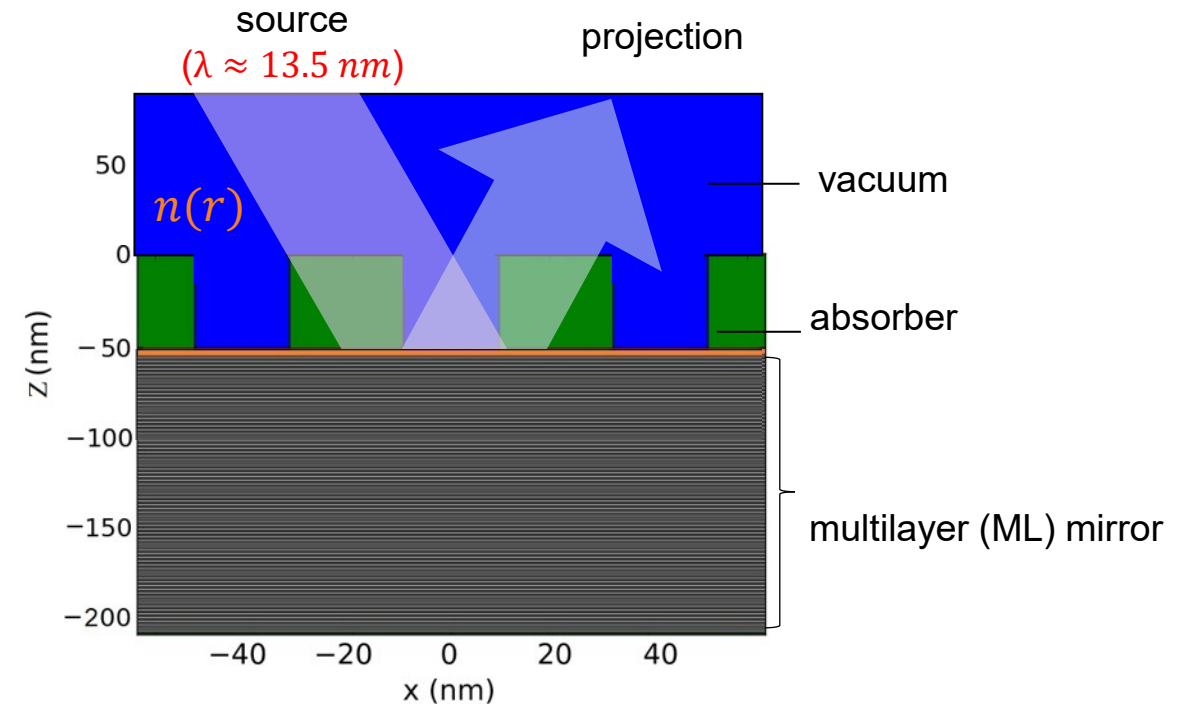 source
(λ ≈ 13.5 nm)
projection
50
n(r)
vacuum
0
absorber
−50
z (nm)
−100
−150
multilayer (ML) mirror
−200
−40 −20 0 20 40
x (nm)